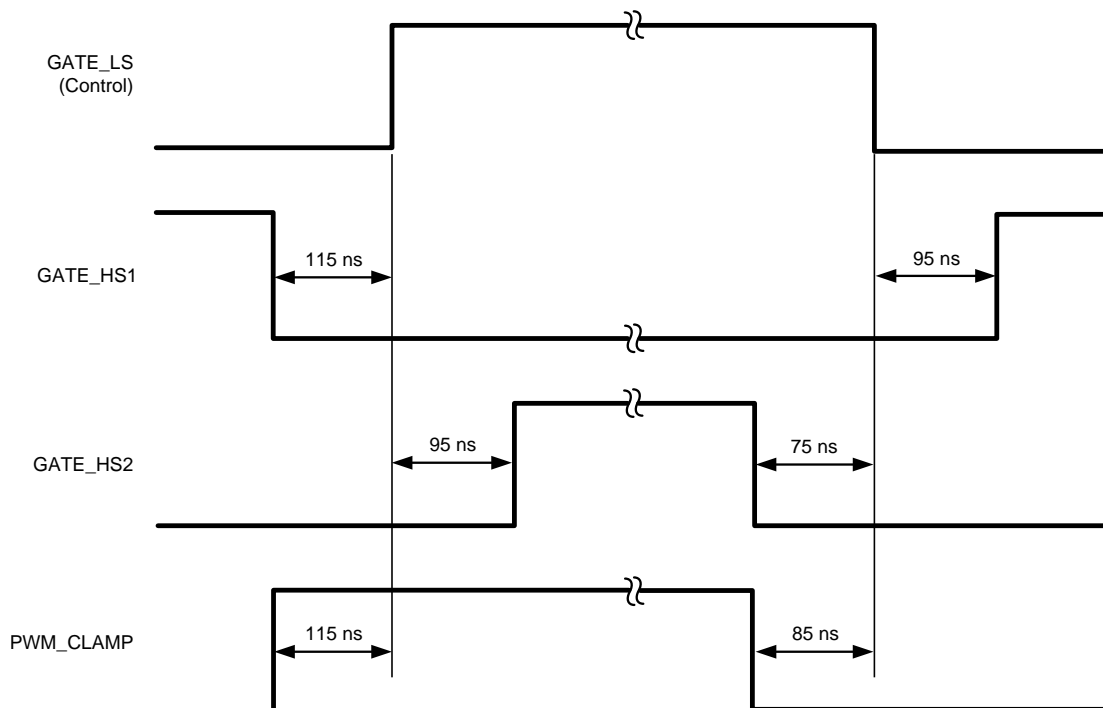 GATE_LS
(Control)
GATE_HS1
115 ns
95 ns
GATE_HS2
95 ns
75 ns
PWM_CLAMP
115 ns
85 ns